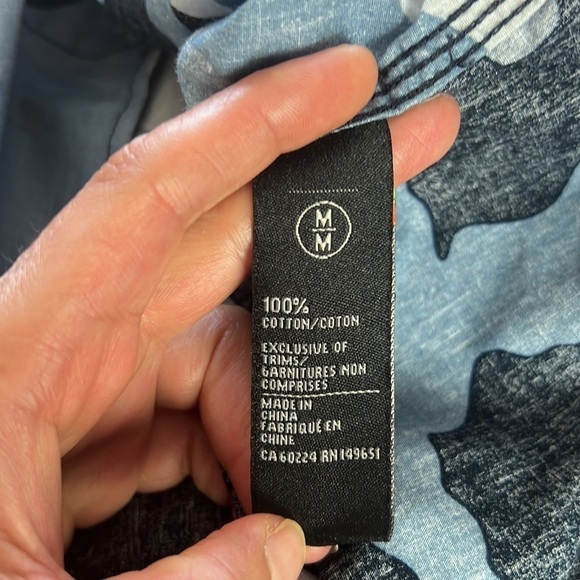 M
M
100%
COTTON/COTON
EXCLUSIVE OF
TRIMS/
GARNITURES NON
COMPRISES
MADE IN
CHINA
FABRIQUÉ EN
CHINE
CA 60224 RN 149651